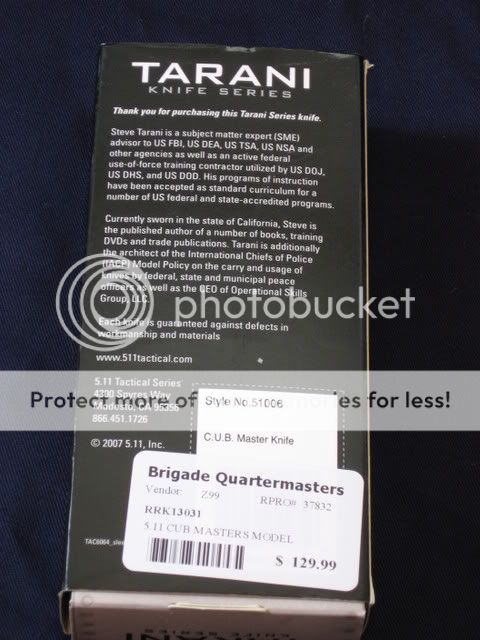 TARANI
KNIFE SERIES
Thank you for purchasing this Tarani Series knife.
Steve Tarani is a subject matter expert (SME)
advisor to US FBI, US DEA, US TSA, US NSA and
other agencies as well as an active federal
use-of-force training contractor utilized by US DOJ,
US DHS, and US DOD. His programs of instruction
have been accepted as standard curriculum for a
number of US federal and state-accredited programs.
Currently sworn in the state of California, Steve is
the published author of a number of books, training
DVDs and trade publications. Tarani is additionally
the architect of the International Chiefs of Police
(IACP) Model Policy on the carry and usage of
knives by federal, state and municipal peace
officers as well as the CEO of Operational Skills
Group, LLC.
photobucket
Each knife is guaranteed against defects in
workmanship and materials
www.511tactical.com
5.11 Tactical Series
4300 Spyres Way
Modesto, CA 95356
866.451.1726
Protect more of your memories for less!
© 2007 5.11, Inc.
Style No.51006
C.U.B. Master Knife
Brigade Quartermasters
Vendor: Z99 RPRO# 37832
RRK13031
5.11 CUB MASTERS MODEL
$ 129.99